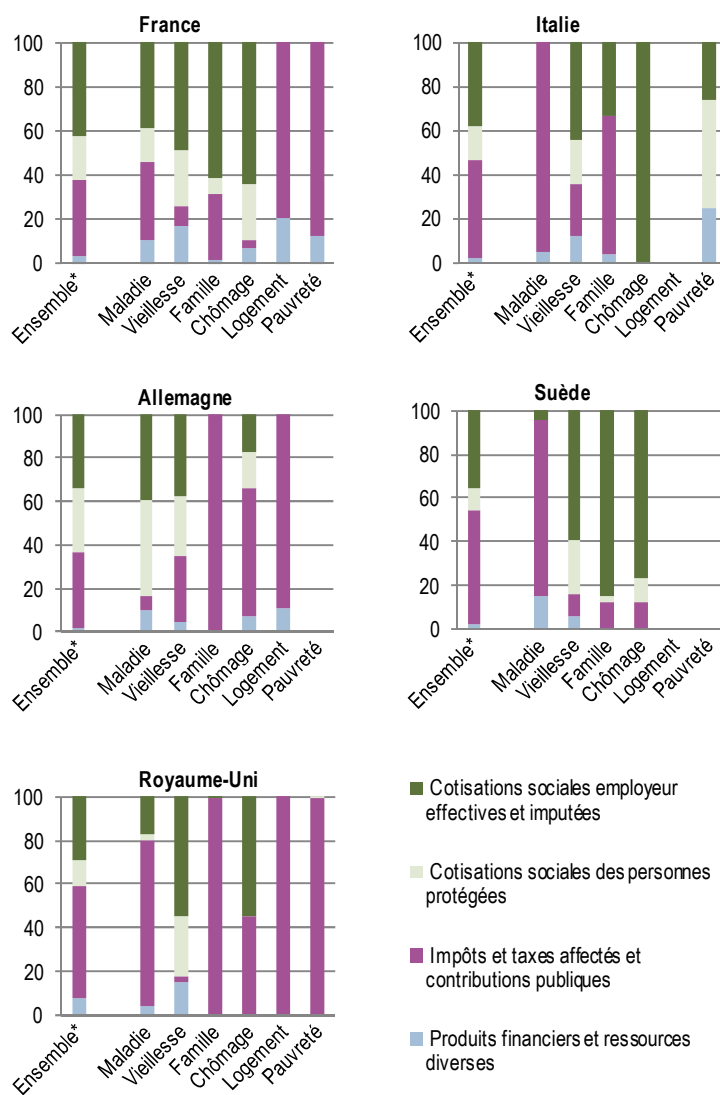 France
100
80
60
40
20
0
Ensemble*
Maladie
Vieillesse
Famille
Chômage
Logement
Pauvreté
Italie
100
80
60
40
20
0
Ensemble*
Maladie
Vieillesse
Famille
Chômage
Logement
Pauvreté
Allemagne
100
80
60
40
20
0
Ensemble*
Maladie
Vieillesse
Famille
Chômage
Logement
Pauvreté
Suède
100
80
60
40
20
0
Ensemble*
Maladie
Vieillesse
Famille
Chômage
Logement
Pauvreté
Royaume-Uni
100
80
60
40
20
0
Ensemble*
Maladie
Vieillesse
Famille
Chômage
Logement
Pauvreté
Cotisations sociales employeur
effectives et imputées
Cotisations sociales des personnes
protégées
Impôts et taxes affectés et
contributions publiques
Produits financiers et ressources
diverses